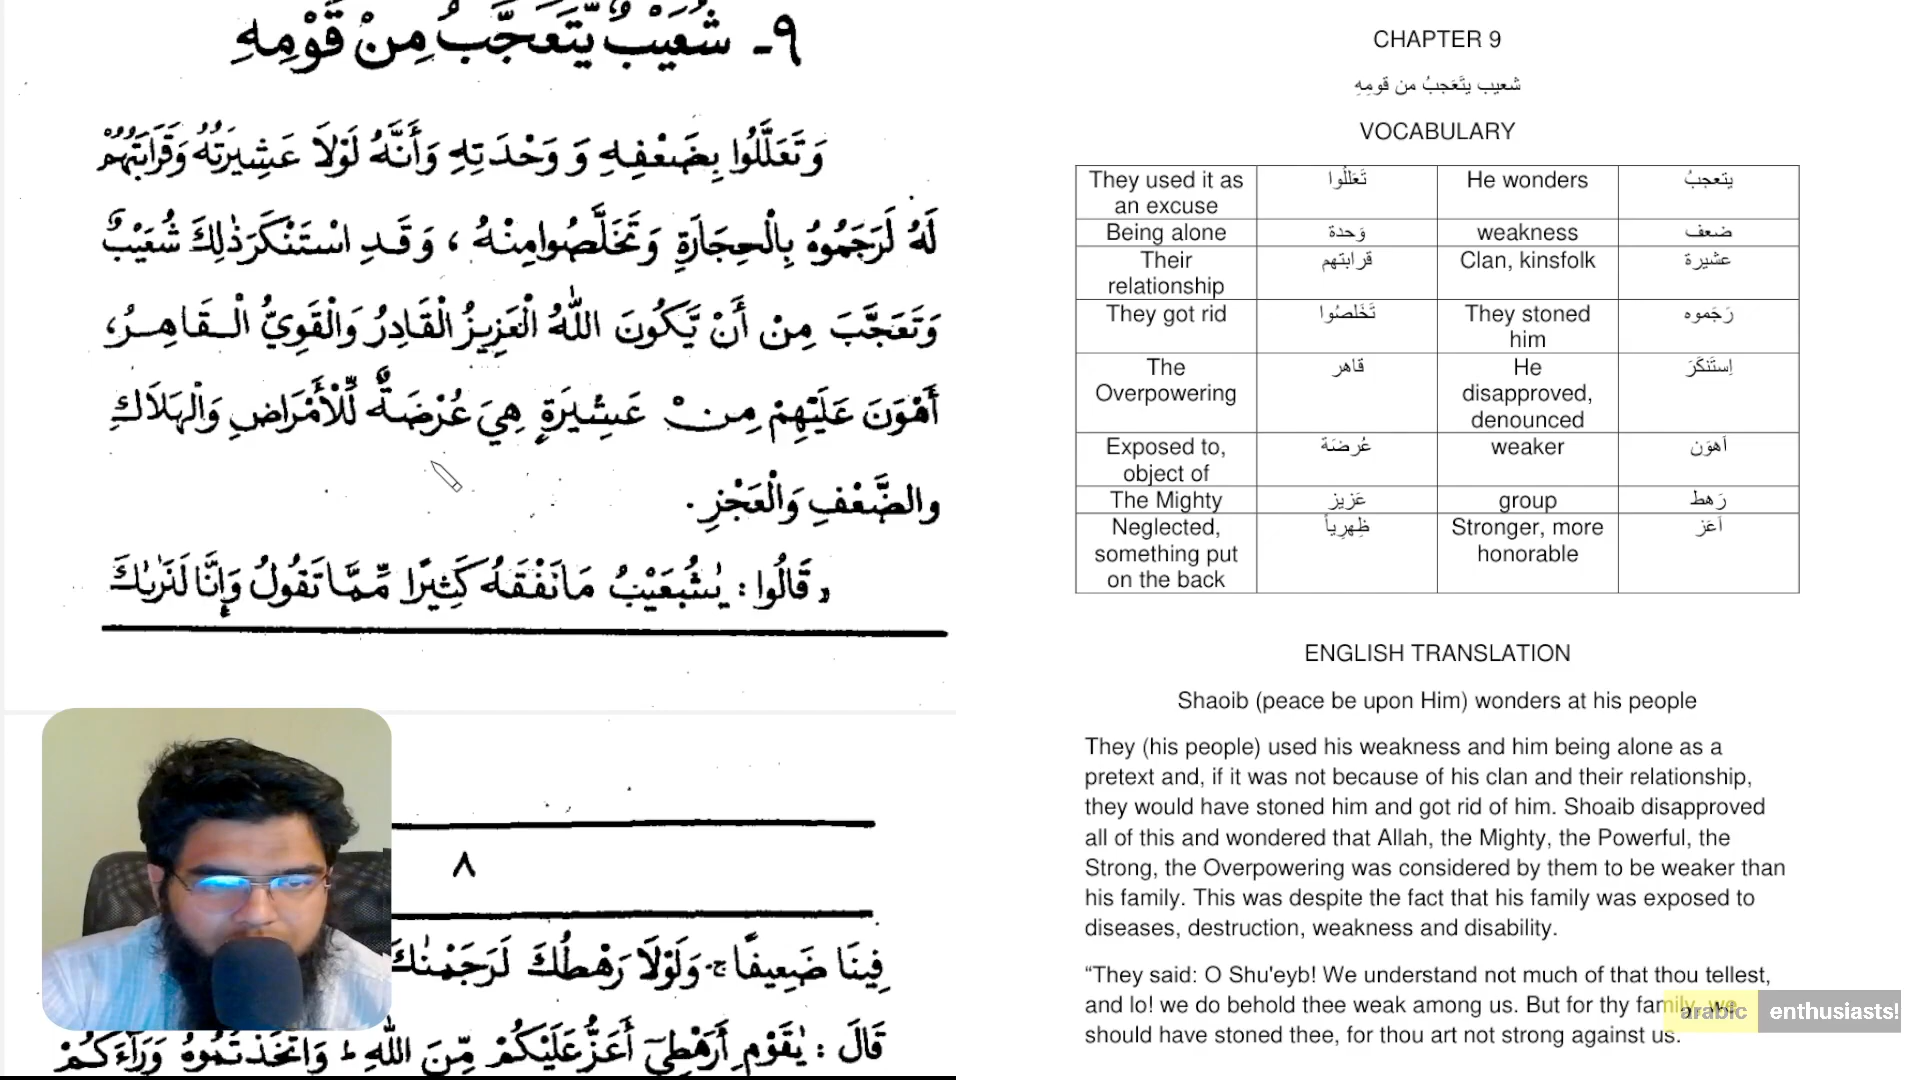 ٩- شُعَيْبٌ يَّتَعَجَّبُ مِنْ قَوْمِهِ
وَتَعَلَّلُوا بِضَعْفِهِ وَ وَحْدَتِهِ وَأَنَّهُ لَوْلَا عَشِيرَتُهُ وَقَرَابَتُهُمْ
لَهُ لَرَجَمُوهُ بِالْحِجَارَةِ وَتَخَلَّصُوا مِنْهُ ، وَقَدِ اسْتَنْكَرَ ذٰلِكَ شُعَيْبٌ
وَتَعَجَّبَ مِنْ أَنْ يَّكُونَ اللّٰهُ الْعَزِيزُ الْقَادِرُ وَالْقَوِيُّ الْقَاهِرُ،
أَهْوَنَ عَلَيْهِمْ مِنْ عَشِيْرَةٍ هِيَ عُرْضَةٌ لِّلْأَمْرَاضِ وَالْهَلَاكِ
والضَّعْفِ وَالْعَجْزِ.
«قَالُوا : يٰشُعَيْبُ مَا نَفْقَهُ كَثِيْرًا مِّمَّا تَقُولُ وَإِنَّا لَنَرٰىكَ
٨
فِينَا ضَعِيفًا ج وَلَوْلَا رَهْطُكَ لَرَجَمْنٰكَ
قَالَ : يٰقَوْمِ أَرَهْطِيٓ أَعَزُّ عَلَيْكُمْ مِّنَ اللّٰهِ ط وَاتَّخَذْتُمُوهُ وَرَآءَكُمْ
CHAPTER 9
شعيب يتَعَجبُ من قومِهِ
VOCABULARY
They used it as an excuse تَعَللُوا He wonders يتعجبُ
Being alone وَحدة weakness ضعف
Their relationship قرابتهم Clan, kinsfolk عشيرة
They got rid تَخَلصُوا They stoned him رَجَموه
The Overpowering قاهر He disapproved, denounced اِستَنكَرَ
Exposed to, object of عُرضَة weaker اَهوَن
The Mighty عَزيز group رَهط
Neglected, something put on the back ظِهرِياً Stronger, more honorable اَعَز
ENGLISH TRANSLATION
Shaoib (peace be upon Him) wonders at his people
They (his people) used his weakness and him being alone as a
pretext and, if it was not because of his clan and their relationship,
they would have stoned him and got rid of him. Shoaib disapproved
all of this and wondered that Allah, the Mighty, the Powerful, the
Strong, the Overpowering was considered by them to be weaker than
his family. This was despite the fact that his family was exposed to
diseases, destruction, weakness and disability.
“They said: O Shu'eyb! We understand not much of that thou tellest,
and lo! we do behold thee weak among us. But for thy family, we
should have stoned thee, for thou art not strong against us.
arabic enthusiasts!